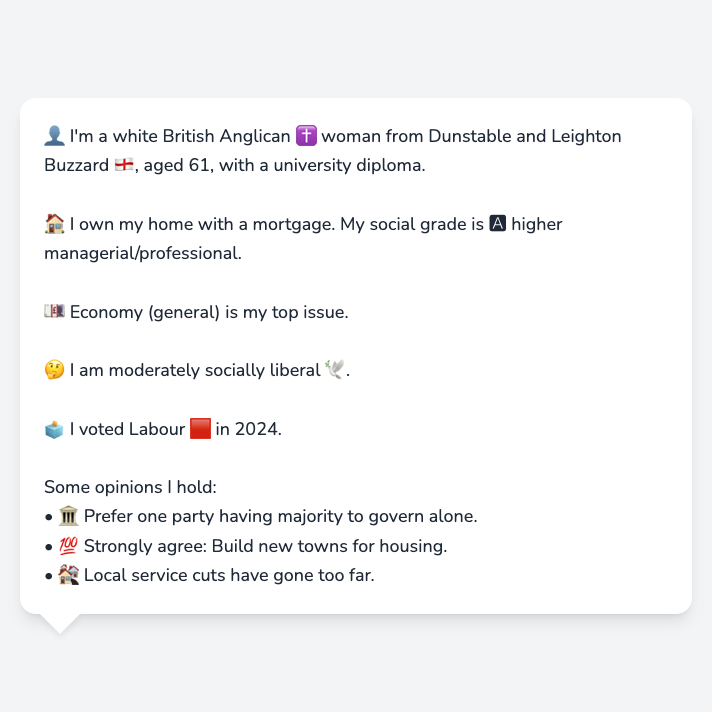 👤 I'm a white British Anglican ✝️ woman from Dunstable and Leighton
Buzzard 🏴󠁧󠁢󠁥󠁮󠁧󠁿, aged 61, with a university diploma.
🏠 I own my home with a mortgage. My social grade is 🅰 higher
managerial/professional.
💷 Economy (general) is my top issue.
🤔 I am moderately socially liberal 🕊️.
🗳️ I voted Labour 🟥 in 2024.
Some opinions I hold:
• 🏛️ Prefer one party having majority to govern alone.
• 💯 Strongly agree: Build new towns for housing.
• 🏘️ Local service cuts have gone too far.